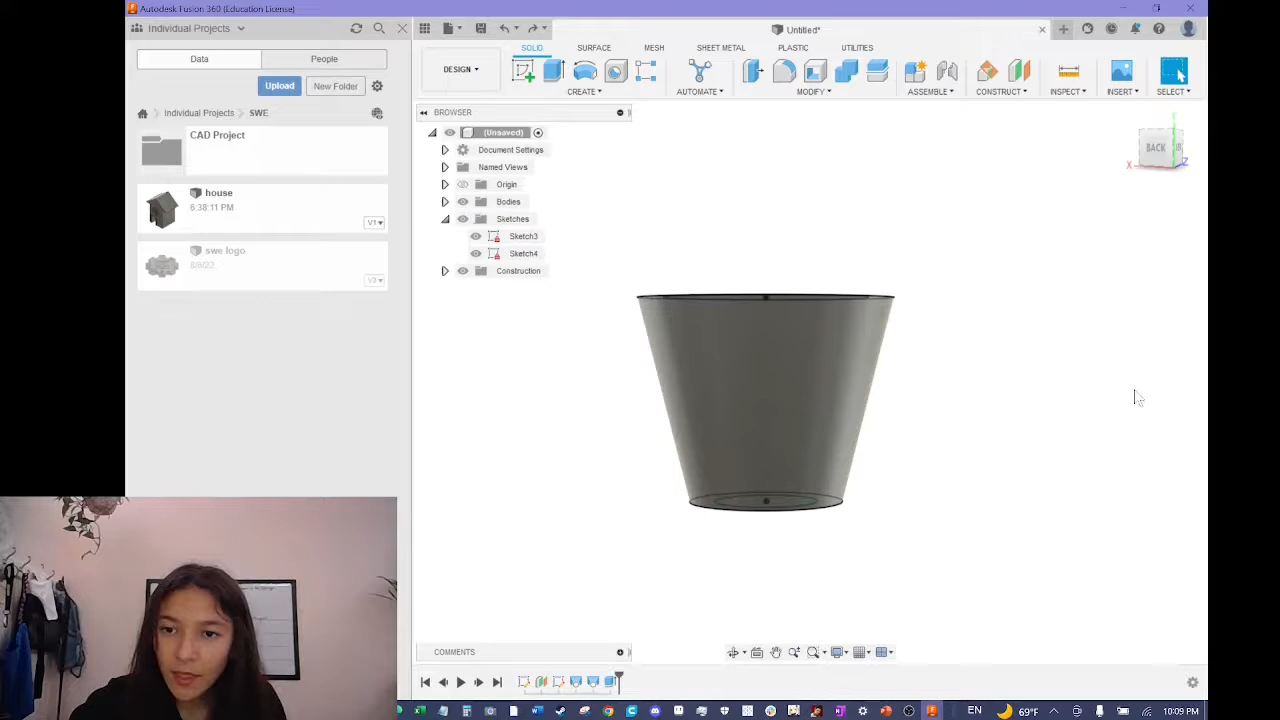 Autodesk Fusion 360 (Education License)
Individual Projects
Untitled*
Data
People
Upload
New Folder
Individual Projects
SWE
CAD Project
house
6:38:11 PM
V1
swe logo
8/8/22
V3
SOLID
SURFACE
MESH
SHEET METAL
PLASTIC
UTILITIES
DESIGN
CREATE
AUTOMATE
MODIFY
ASSEMBLE
CONSTRUCT
INSPECT
INSERT
SELECT
BROWSER
(Unsaved)
Document Settings
Named Views
Origin
Bodies
Sketches
Sketch3
Sketch4
Construction
BACK
X
Z
COMMENTS
EN
69°F
10:09 PM